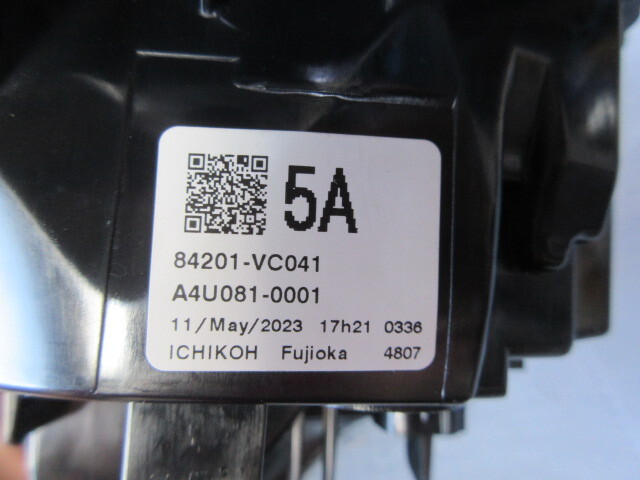 5A
84201-VC041
A4U081-0001
11/May/2023 17h21 0336
ICHIKOH Fujioka 4807